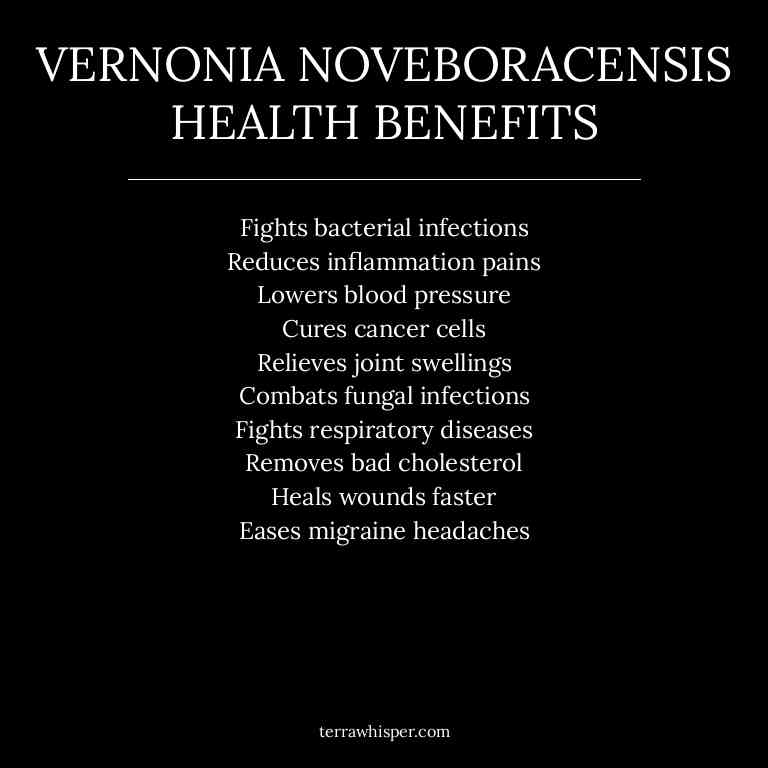 VERNONIA NOVEBORACENSIS
HEALTH BENEFITS
Fights bacterial infections
Reduces inflammation pains
Lowers blood pressure
Cures cancer cells
Relieves joint swellings
Combats fungal infections
Fights respiratory diseases
Removes bad cholesterol
Heals wounds faster
Eases migraine headaches
terrawhisper.com